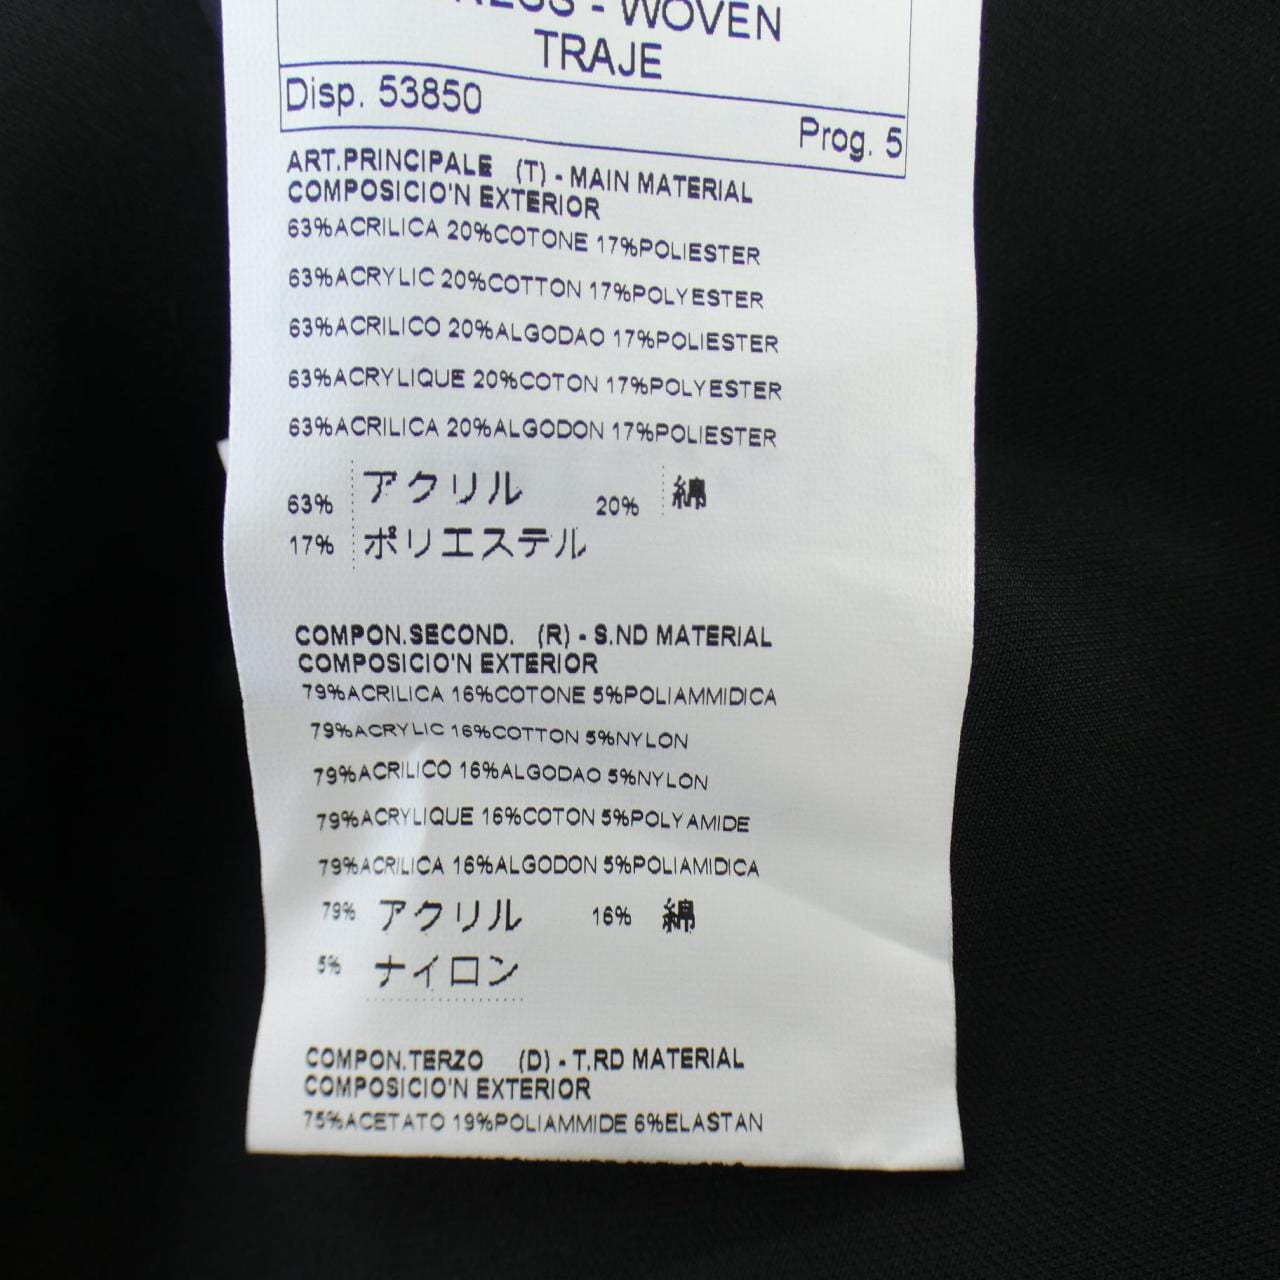 - WOVEN
TRAJE
Disp. 53850
Prog. 5
ART.PRINCIPALE (T) - MAIN MATERIAL
COMPOSICIO'N EXTERIOR
63%ACRILICA 20%COTONE 17%POLIESTER
63%ACRYLIC 20%COTTON 17%POLYESTER
63%ACRILICO 20%ALGODAO 17%POLIESTER
63%ACRYLIQUE 20%COTON 17%POLYESTER
63%ACRILICA 20%ALGODON 17%POLIESTER
63% アクリル 20% 綿
17% ポリエステル
COMPON.SECOND. (R) - S.ND MATERIAL
COMPOSICIO'N EXTERIOR
79%ACRILICA 16%COTONE 5%POLIAMMIDICA
79%ACRYLIC 16%COTTON 5%NYLON
79%ACRILICO 16%ALGODAO 5%NYLON
79%ACRYLIQUE 16%COTON 5%POLYAMIDE
79%ACRILICA 16%ALGODON 5%POLIAMIDICA
79% アクリル 16% 綿
5% ナイロン
COMPON.TERZO (D) - T.RD MATERIAL
COMPOSICIO'N EXTERIOR
75%ACETATO 19%POLIAMMIDE 6%ELASTAN